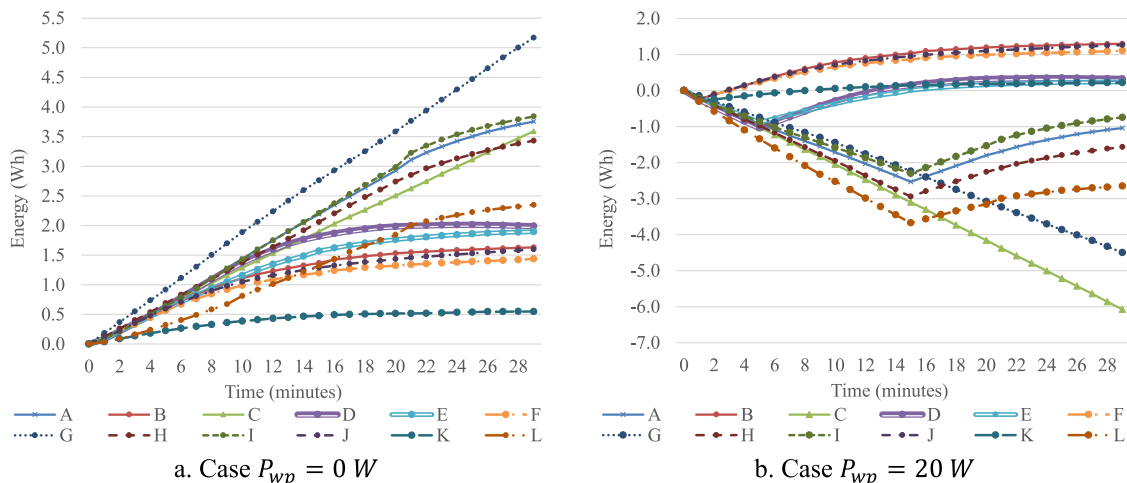 5.5
5.0
4.5
4.0
3.5
3.0
2.5
2.0
1.5
1.0
0.5
0.0
Energy (Wh)
0 2 4 6 8 10 12 14 16 18 20 22 24 26 28
Time (minutes)
A B C D E F
G H I J K L
a. Case P_wp = 0 W
2.0
1.0
0.0
-1.0
-2.0
-3.0
-4.0
-5.0
-6.0
-7.0
Energy (Wh)
0 2 4 6 8 10 12 14 16 18 20 22 24 26 28
Time (minutes)
A B C D E F
G H I J K L
b. Case P_wp = 20 W